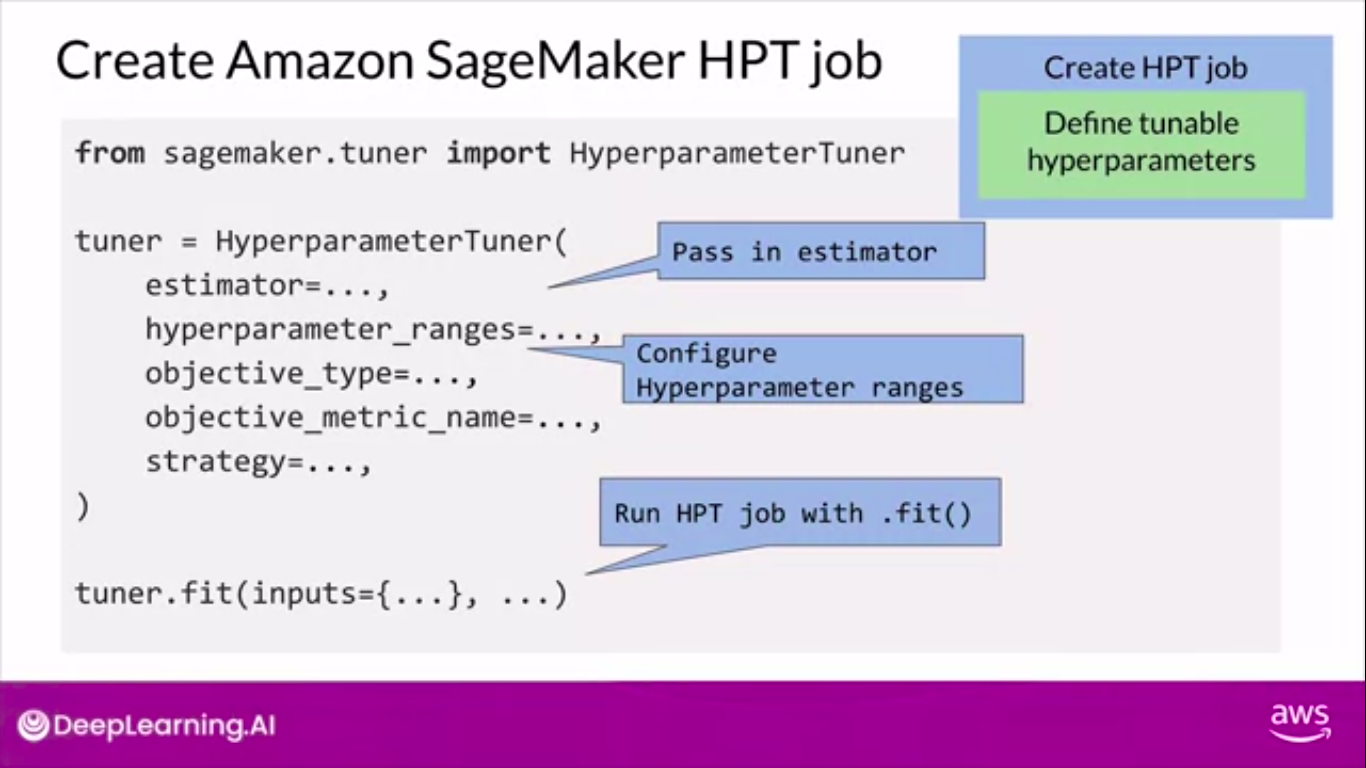 Create Amazon SageMaker HPT job
Create HPT job
Define tunable
hyperparameters
from sagemaker.tuner import HyperparameterTuner
tuner = HyperparameterTuner(
estimator=...,
hyperparameter_ranges=...,
objective_type=...,
objective_metric_name=...,
strategy=...,
)
Pass in estimator
Configure
Hyperparameter ranges
Run HPT job with .fit()
tuner.fit(inputs={...}, ...)
DeepLearning.AI
aws